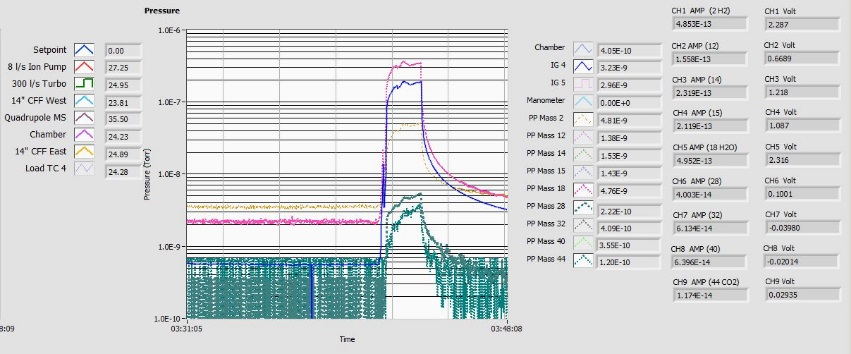 Pressure
Setpoint 0.00
8 l/s Ion Pump 27.25
300 l/s Turbo 24.95
14" CFF West 23.81
Quadrupole MS 35.50
Chamber 24.23
14" CFF East 24.89
Load TC 4 24.28
8:09
Pressure (Torr)
1.0E-6
1.0E-7
1.0E-8
1.0E-9
1.0E-10
03:31:05
03:48:08
Time
Chamber 4.05E-10
IG 4 3.23E-9
IG 5 2.96E-9
Manometer 0.00E+0
PP Mass 2 4.81E-9
PP Mass 12 1.38E-9
PP Mass 14 1.53E-9
PP Mass 15 1.43E-9
PP Mass 18 4.76E-9
PP Mass 28 2.22E-10
PP Mass 32 4.09E-10
PP Mass 40 3.55E-10
PP Mass 44 1.20E-10
CH1 AMP (2 H2)
4.853E-13
CH2 AMP (12)
1.558E-13
CH3 AMP (14)
2.319E-13
CH4 AMP (15)
2.119E-13
CH5 AMP (18 H2O)
4.952E-13
CH6 AMP (28)
4.003E-14
CH7 AMP (32)
6.134E-14
CH8 AMP (40)
6.396E-14
CH9 AMP (44 CO2)
1.174E-14
CH1 Volt
2.287
CH2 Volt
0.6689
CH3 Volt
1.218
CH4 Volt
1.087
CH5 Volt
2.316
CH6 Volt
0.1001
CH7 Volt
-0.03980
CH8 Volt
-0.02014
CH9 Volt
0.02935